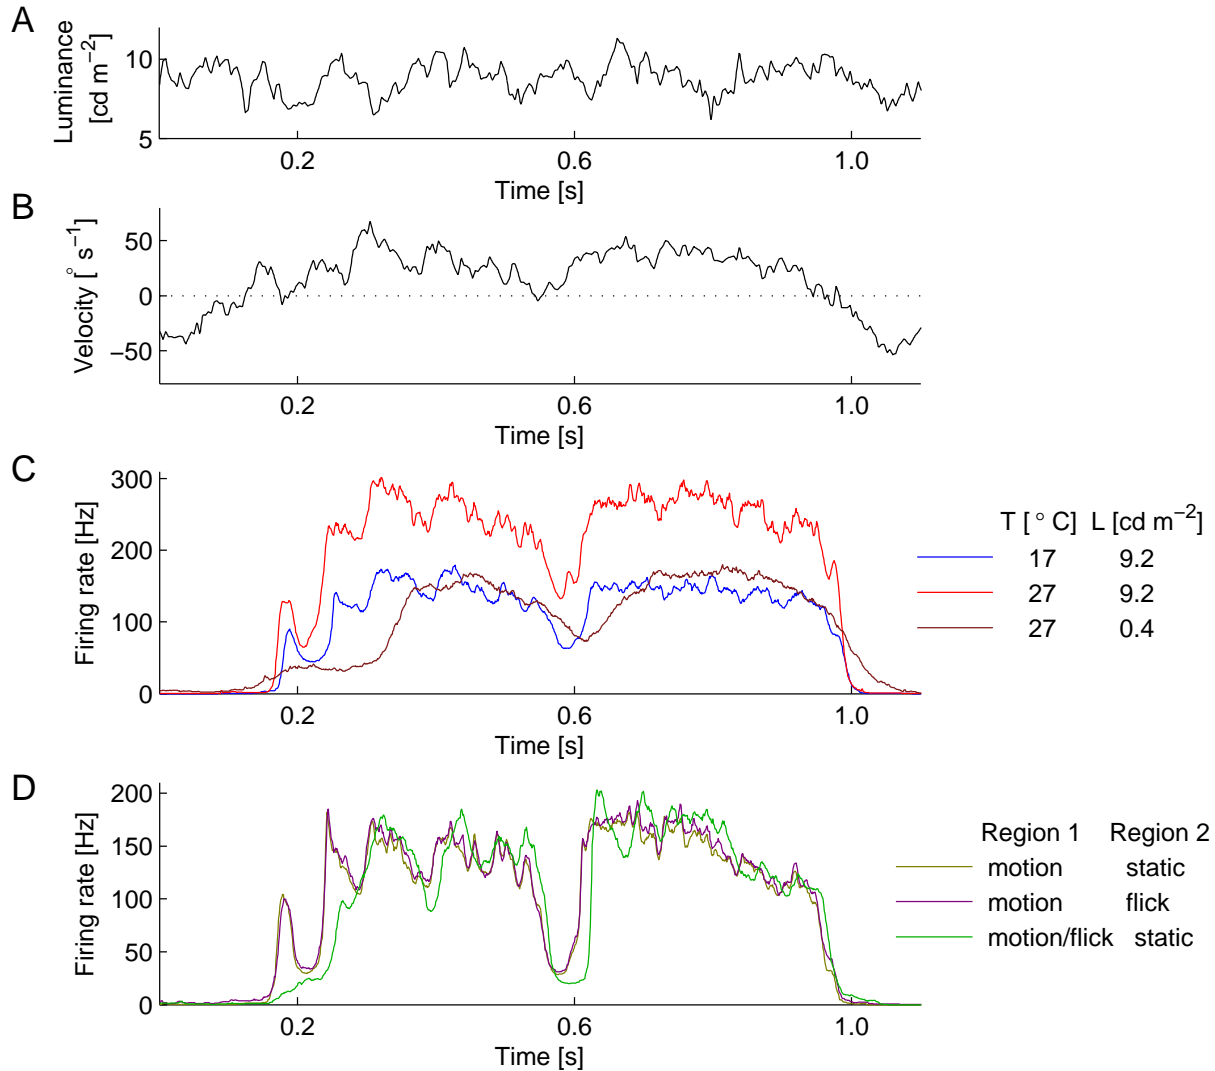 A
Luminance
[cd m−2]
10
5
0.2 0.6 1.0
Time [s]
B
Velocity [° s−1]
50
0
−50
0.2 0.6 1.0
Time [s]
C
Firing rate [Hz]
300
200
100
0
0.2 0.6 1.0
Time [s]
T [° C] L [cd m−2]
17 9.2
27 9.2
27 0.4
D
Firing rate [Hz]
200
150
100
50
0
0.2 0.6 1.0
Time [s]
Region 1 Region 2
motion static
motion flick
motion/flick static